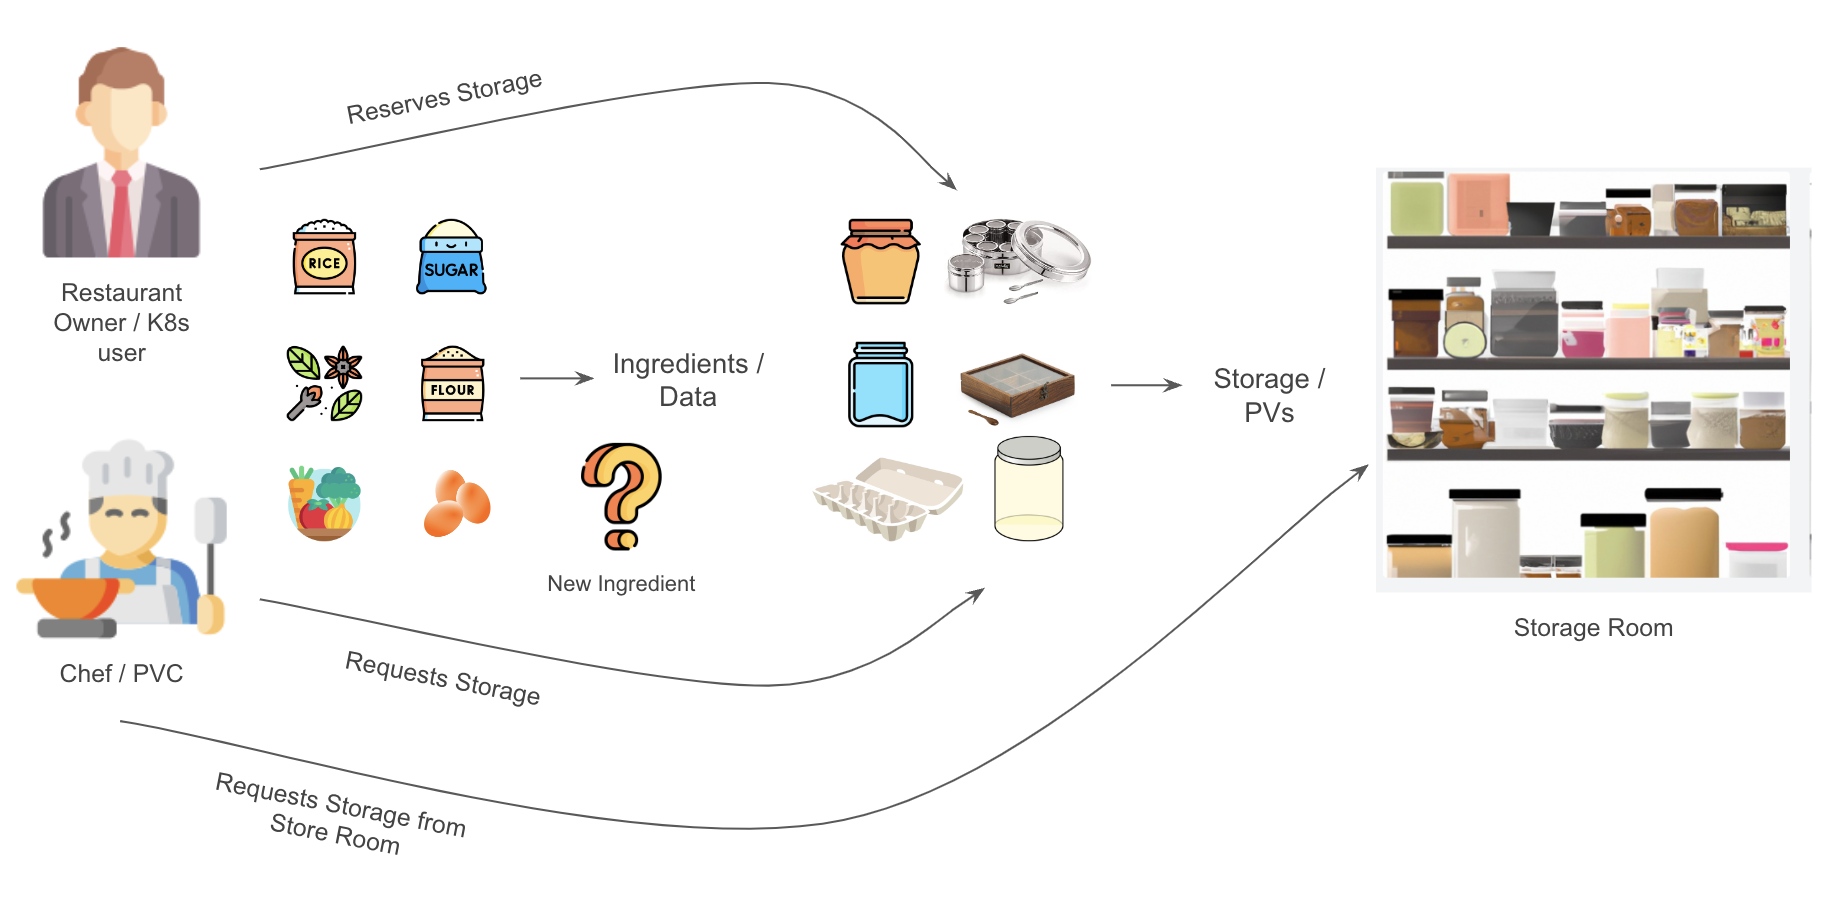 Reserves Storage
Restaurant
Owner / K8s
user
RICE
SUGAR
FLOUR
Ingredients /
Data
New Ingredient
Storage /
PVs
Storage Room
Chef / PVC
Requests Storage
Requests Storage from
Store Room